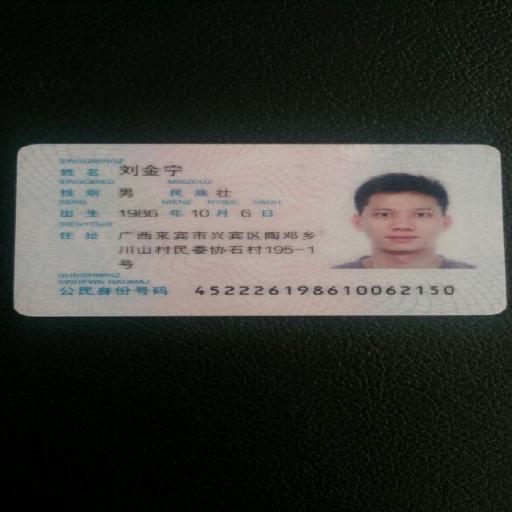 SINGQMINGZ
姓 名 刘金宁
SINGQBIED MINZCUZ
性 别 男 民 族 壮
SENG NIENZ NYIED HAUH
出 生 1986 年 10 月 6 日
DIEGYOUQ
住 址 广西来宾市兴宾区陶邓乡
川山村民委协石村195-1
号
GUNGHMINZ
SINHFWN HAUMAJ
公民身份号码 452226198610062150